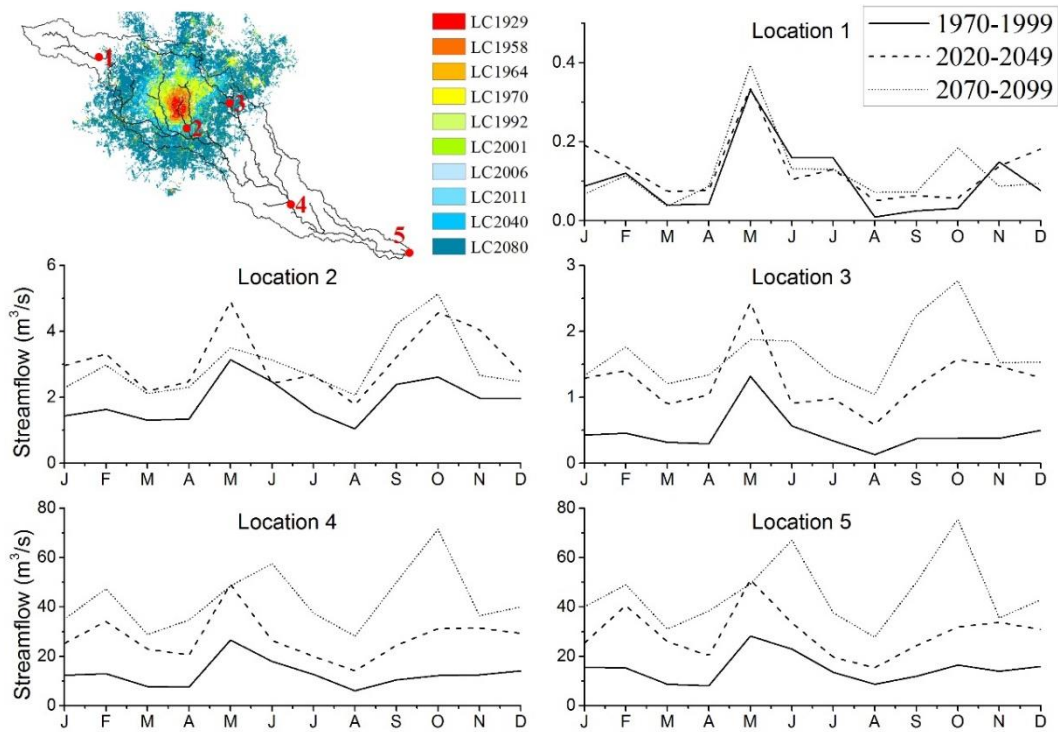 1
2
3
4
5
LC1929
LC1958
LC1964
LC1970
LC1992
LC2001
LC2006
LC2011
LC2040
LC2080
Location 1
1970-1999
2020-2049
2070-2099
0.4
0.2
0.0
J F M A M J J A S O N D
Location 2
Streamflow (m³/s)
6
4
2
0
J F M A M J J A S O N D
Location 3
3
2
1
0
J F M A M J J A S O N D
Location 4
Streamflow (m³/s)
80
60
40
20
0
J F M A M J J A S O N D
Location 5
80
60
40
20
0
J F M A M J J A S O N D